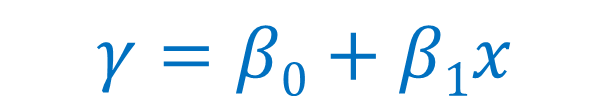 γ = β₀ + β₁x